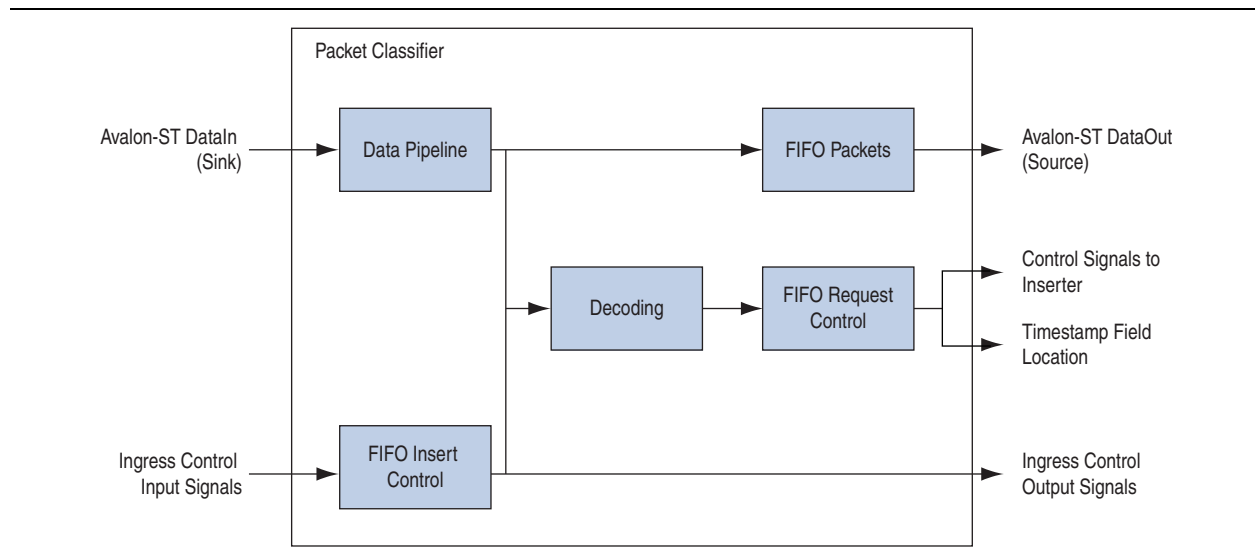 Packet Classifier
Avalon-ST DataIn
(Sink)
Data Pipeline
FIFO Packets
Avalon-ST DataOut
(Source)
Decoding
FIFO Request
Control
Control Signals to
Inserter
Timestamp Field
Location
Ingress Control
Input Signals
FIFO Insert
Control
Ingress Control
Output Signals